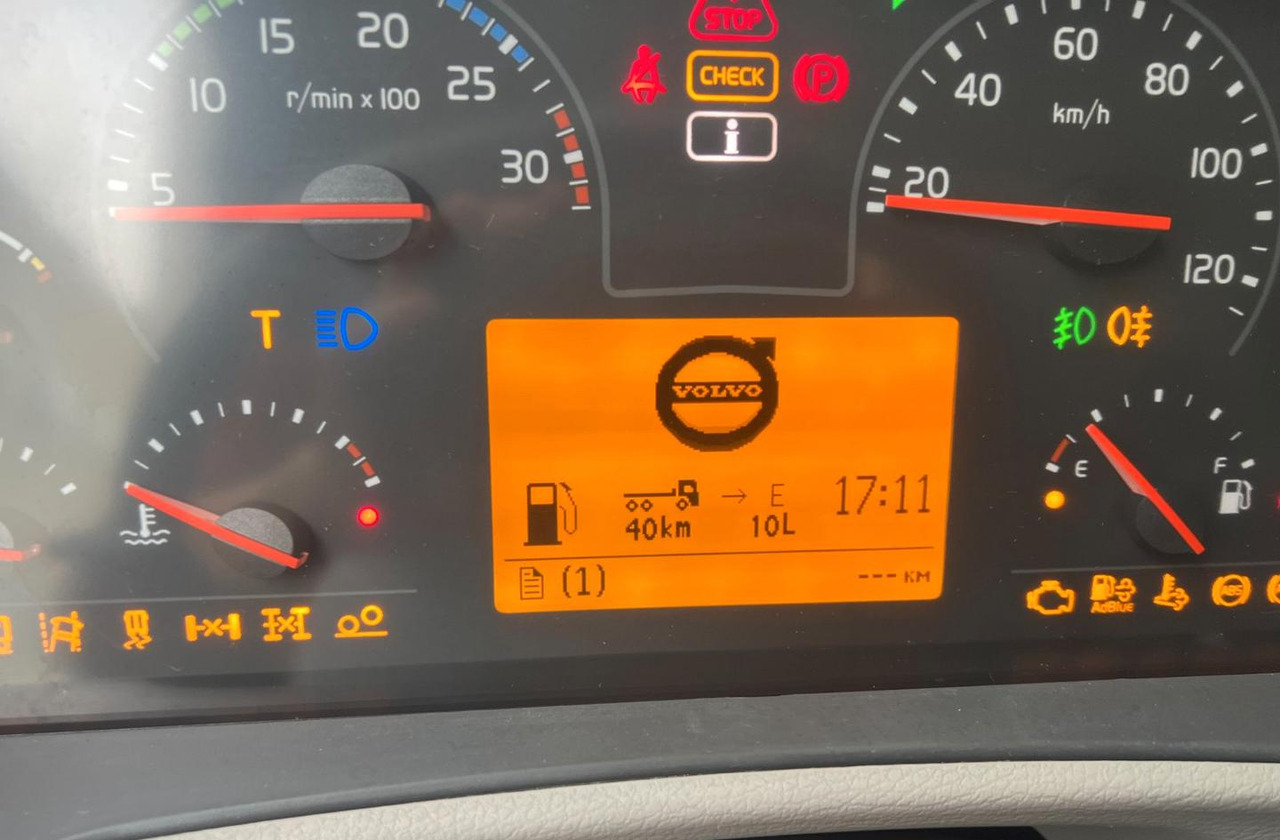 STOP
CHECK
P
i
5
10
15
20
25
30
r/min x 100
20
40
60
80
100
120
km/h
T
VOLVO
→ E
17:11
40km
10L
(1)
--- KM
E
F
AdBlue
ABS